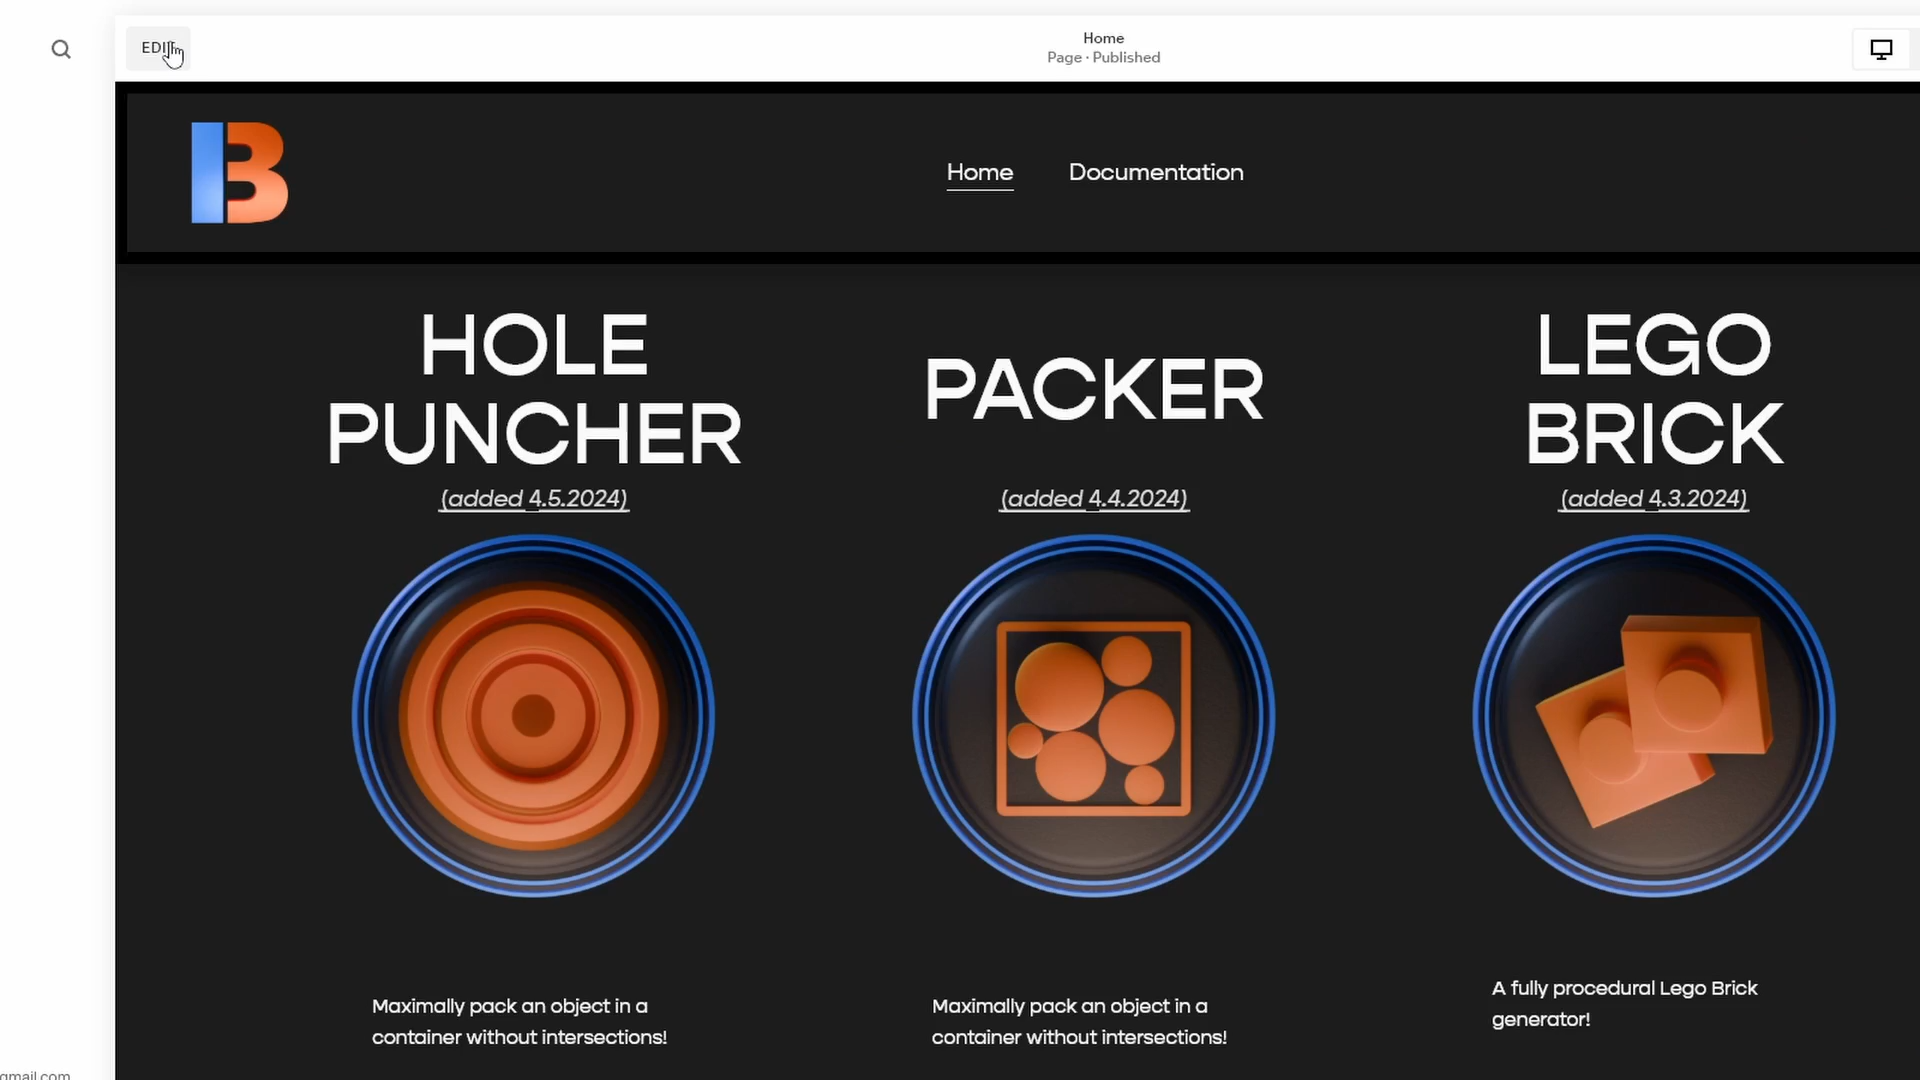 EDIT
Home
Page · Published
B
Home
Documentation
HOLE
PUNCHER
(added 4.5.2024)
PACKER
(added 4.4.2024)
LEGO
BRICK
(added 4.3.2024)
Maximally pack an object in a
container without intersections!
Maximally pack an object in a
container without intersections!
A fully procedural Lego Brick
generator!
gmail.com